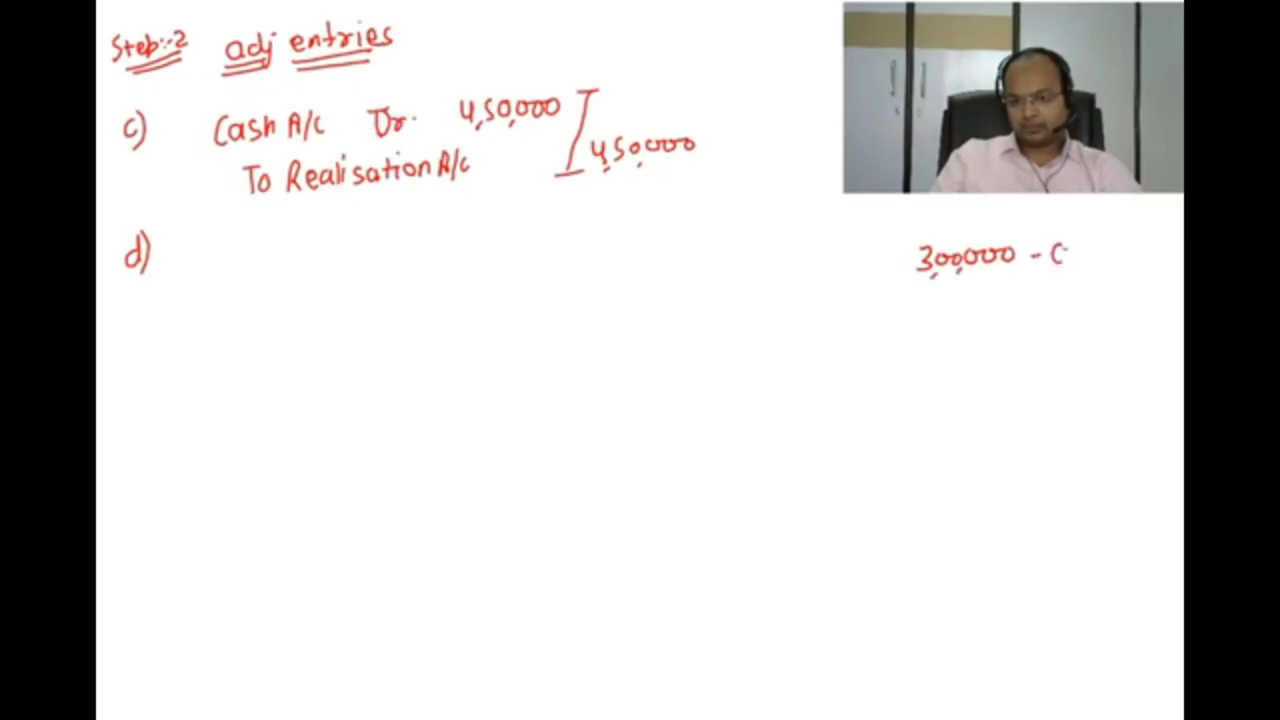 Step:-2 adj entries
c) Cash A/c Dr. 4,50,000
To Realisation A/c 4,50,000
d) 3,00,000 - C